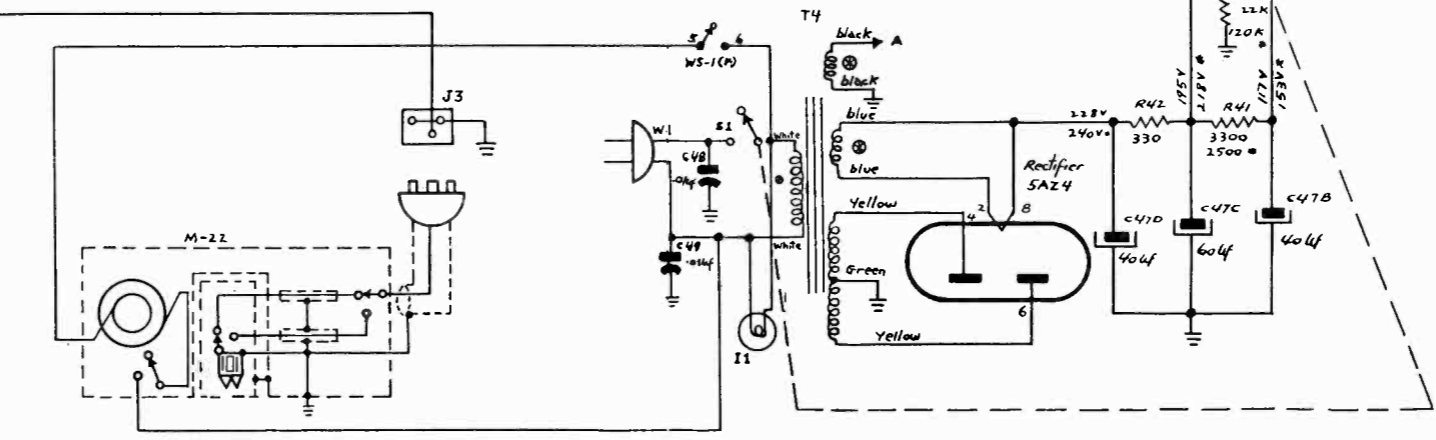 T4
22K
120K *
black
A
black
5
6
WS-1(R)
J3
W-1
S1
white
C48
.01uf
blue
blue
228V
240V*
R42
330
195V
218V*
R41
3300
2500*
117V
153V*
Rectifier
5AZ4
2
8
4
Yellow
C47D
40uf
C47C
60uf
C47B
40uf
M-22
C49
.01uf
white
Green
6
Yellow
I1